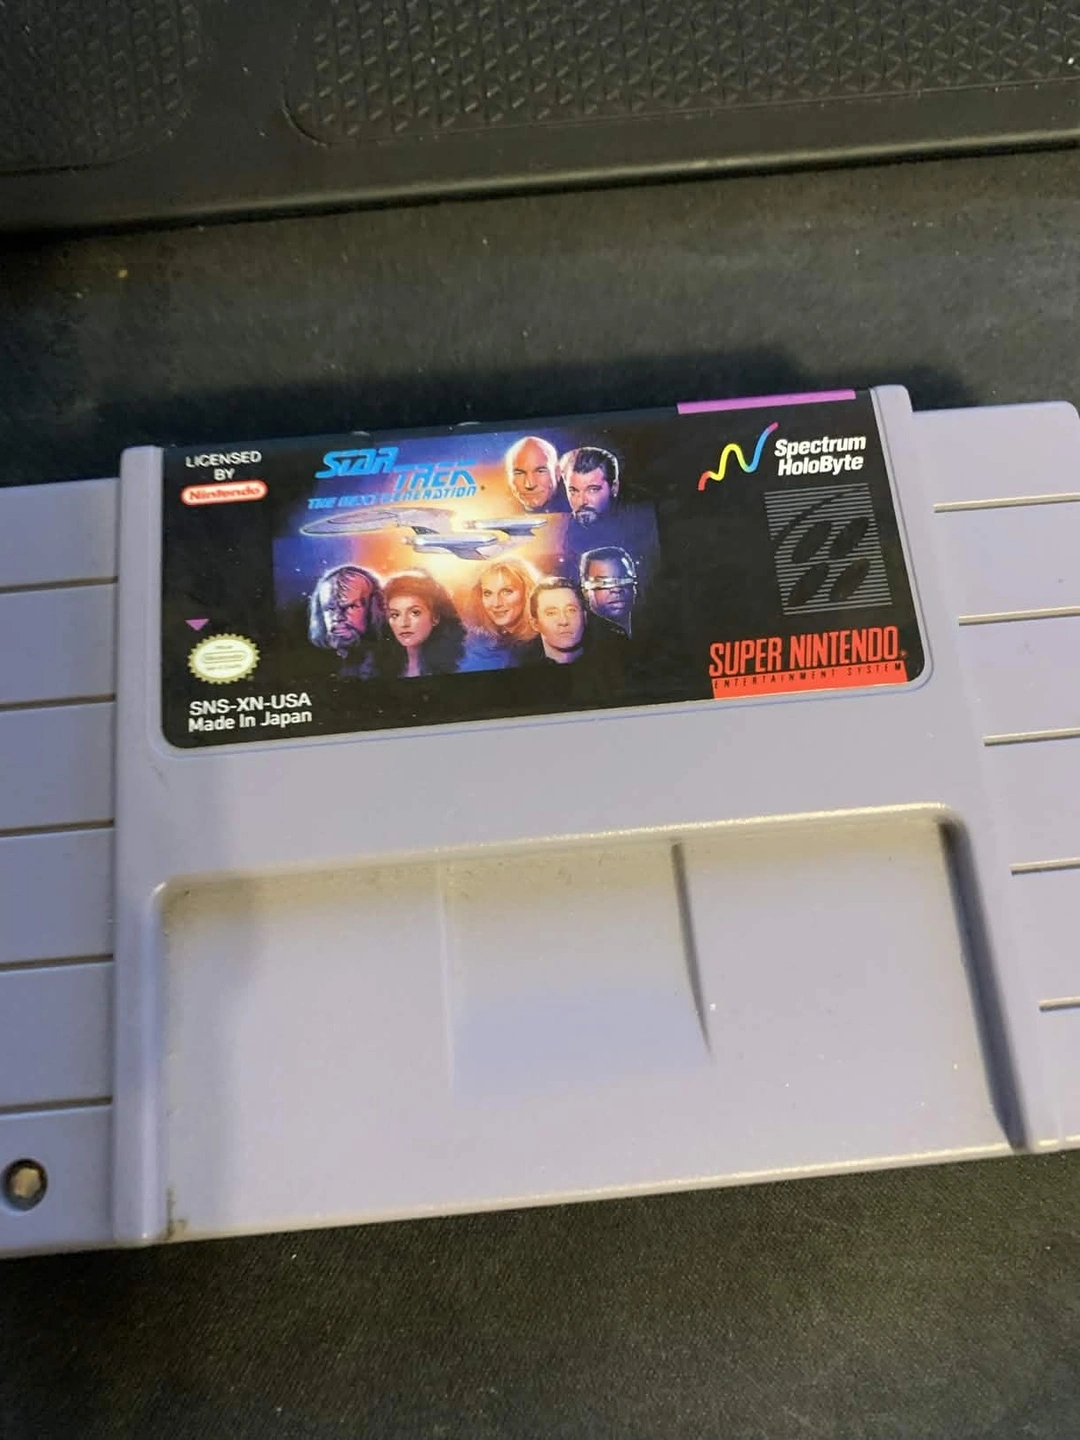 LICENSED
BY
Nintendo
STAR
TREK
THE NEXT GENERATION
Spectrum
HoloByte
SUPER NINTENDO
ENTERTAINMENT SYSTEM
SNS-XN-USA
Made In Japan